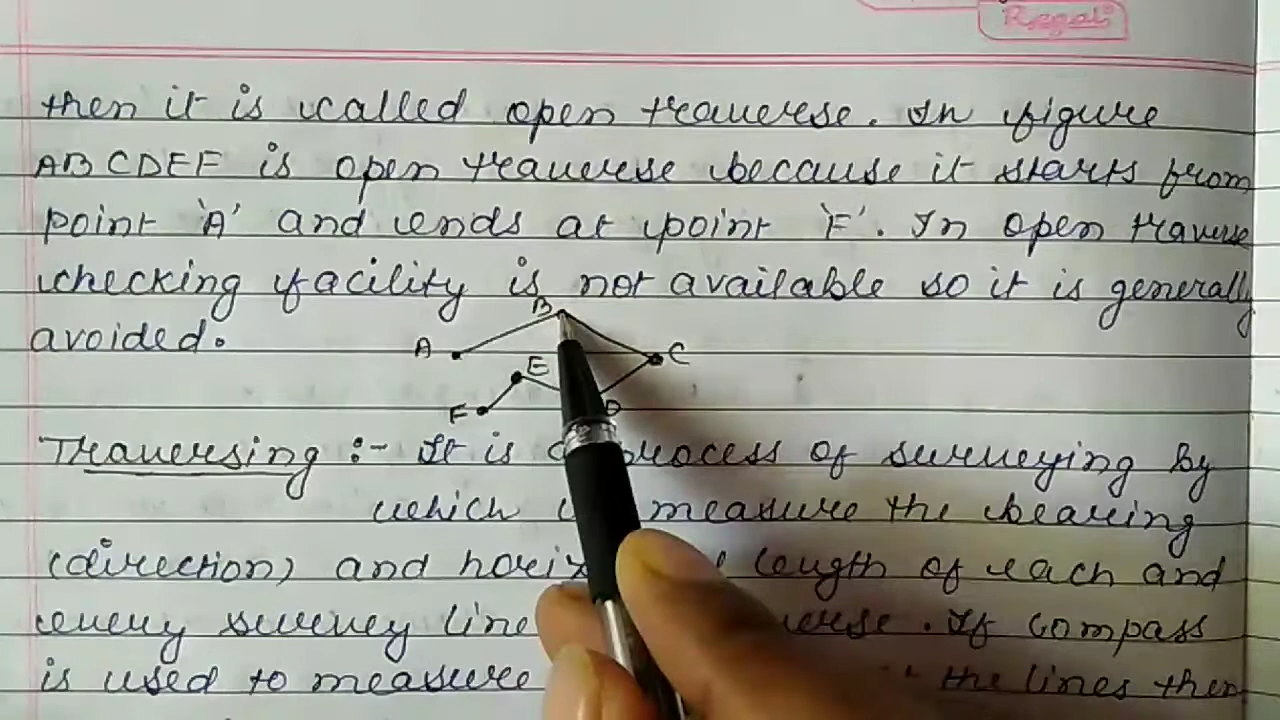 Regal
then it is called open traverse. In figure
ABCDEF is open traverse because it starts from
point 'A' and ends at point 'F'. In open traverse
checking facility is not available so it is generally
avoided.
B
A
C
E
D
F
Traversing :- It is a process of surveying By
which measure the bearing
(direction) and length of each and
every survey line . If compass
is used to measure the lines then